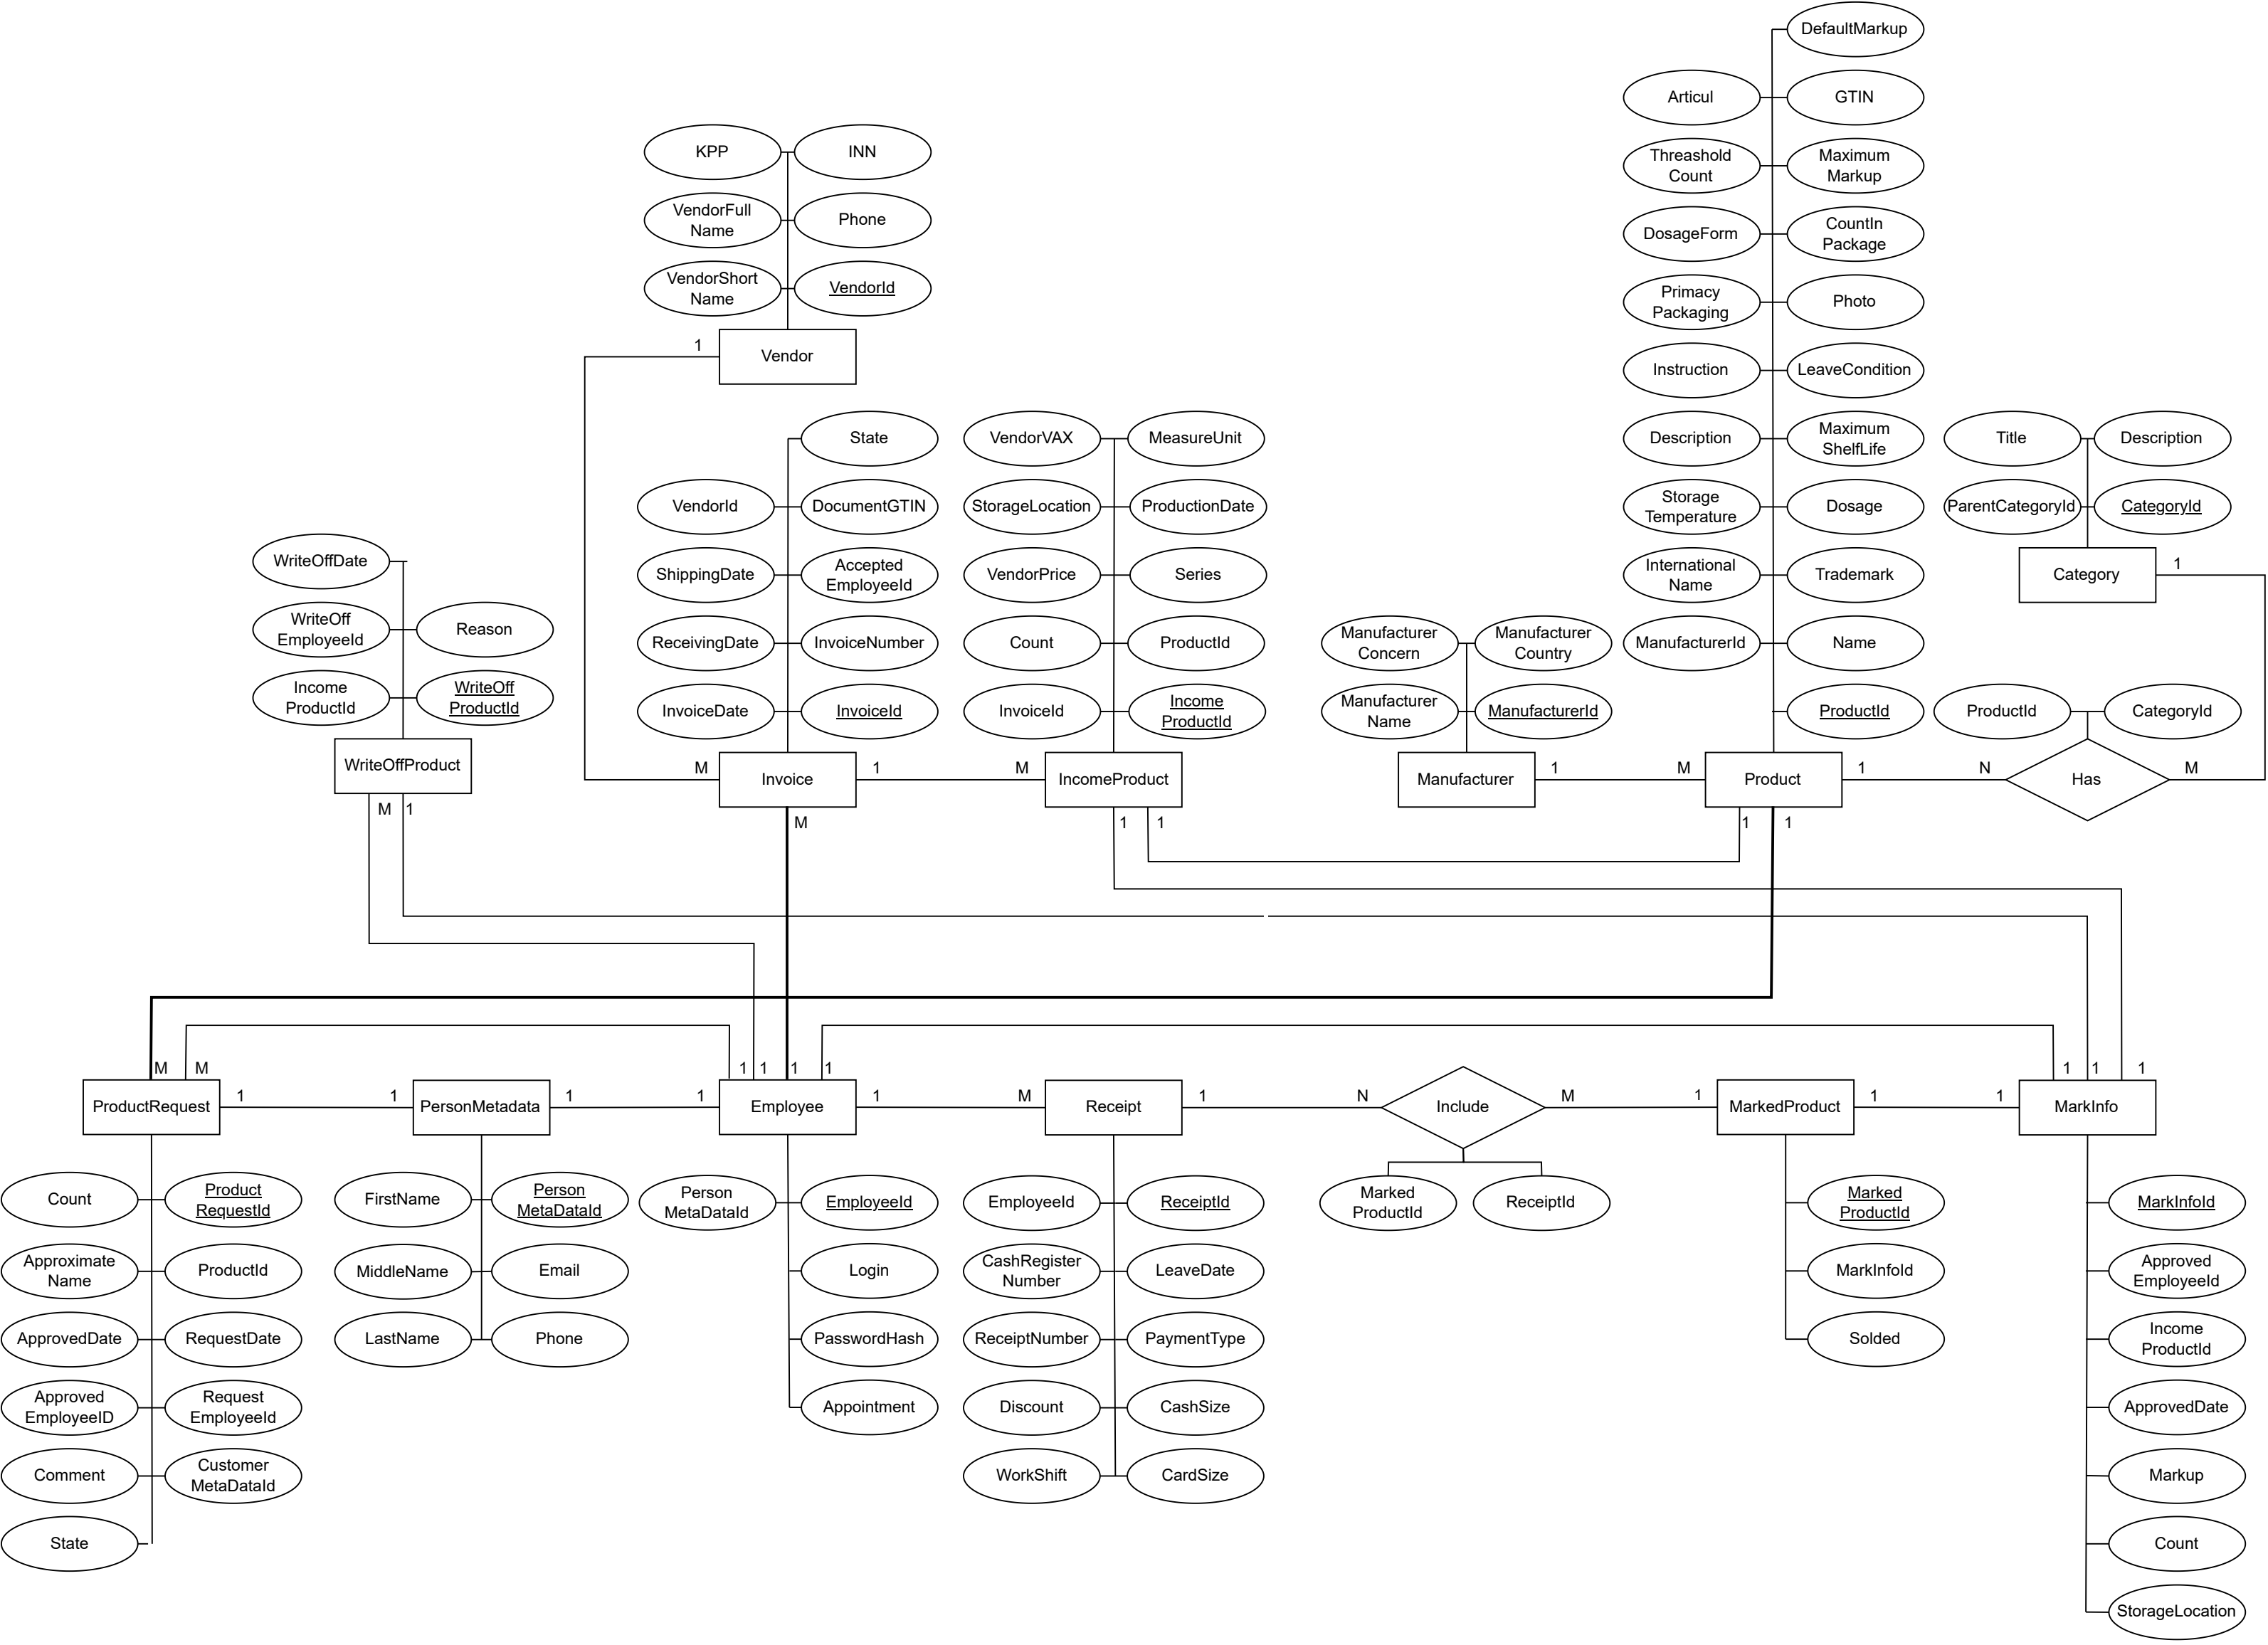 DefaultMarkup
Articul
GTIN
KPP
INN
Threashold
Count
Maximum
Markup
VendorFull
Name
Phone
DosageForm
CountIn
Package
VendorShort
Name
VendorId
Primacy
Packaging
Photo
1
Vendor
Instruction
LeaveCondition
State
VendorVAX
MeasureUnit
Description
Maximum
ShelfLife
Title
Description
VendorId
DocumentGTIN
StorageLocation
ProductionDate
Storage
Temperature
Dosage
ParentCategoryId
CategoryId
WriteOffDate
ShippingDate
Accepted
EmployeeId
VendorPrice
Series
International
Name
Trademark
Category
1
WriteOff
EmployeeId
Reason
ReceivingDate
InvoiceNumber
Count
ProductId
Manufacturer
Concern
Manufacturer
Country
ManufacturerId
Name
Income
ProductId
WriteOff
ProductId
InvoiceDate
InvoiceId
InvoiceId
Income
ProductId
Manufacturer
Name
ManufacturerId
ProductId
ProductId
CategoryId
WriteOffProduct
M
Invoice
1
M
IncomeProduct
Manufacturer
1
M
Product
1
N
Has
M
M
1
M
1
1
1
1
M
M
1
1
1
1
1
1
1
ProductRequest
1
1
PersonMetadata
1
1
Employee
1
M
Receipt
1
N
Include
M
1
MarkedProduct
1
1
MarkInfo
Count
Product
RequestId
FirstName
Person
MetaDataId
Person
MetaDataId
EmployeeId
EmployeeId
ReceiptId
Marked
ProductId
ReceiptId
Marked
ProductId
MarkInfoId
Approximate
Name
ProductId
MiddleName
Email
Login
CashRegister
Number
LeaveDate
MarkInfoId
Approved
EmployeeId
ApprovedDate
RequestDate
LastName
Phone
PasswordHash
ReceiptNumber
PaymentType
Solded
Income
ProductId
Approved
EmployeeID
Request
EmployeeId
Appointment
Discount
CashSize
ApprovedDate
Comment
Customer
MetaDataId
WorkShift
CardSize
Markup
State
Count
StorageLocation